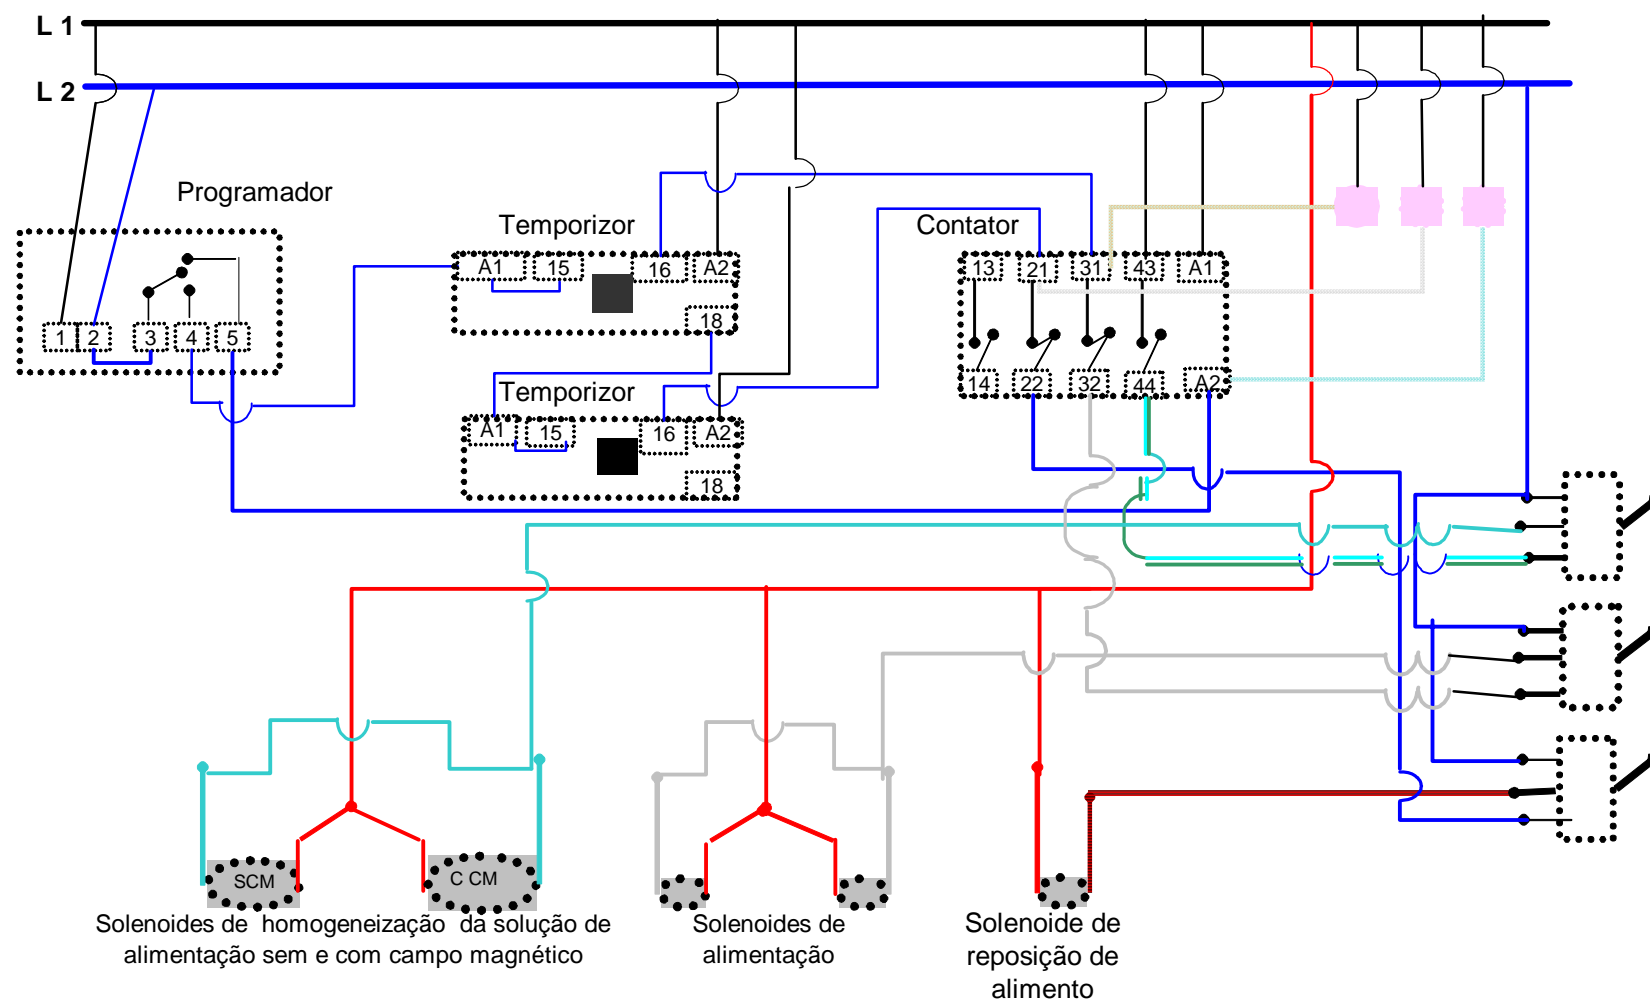 L 1
L 2
Programador
Temporizor
Contator
A1 15 16 A2
13 21 31 43 A1
18
1 2 3 4 5
Temporizor
14 22 32 44 A2
A1 15 16 A2
18
SCM
C CM
Solenoides de homogeneização da solução de
alimentação sem e com campo magnético
Solenoides de
alimentação
Solenoide de
reposição de
alimento